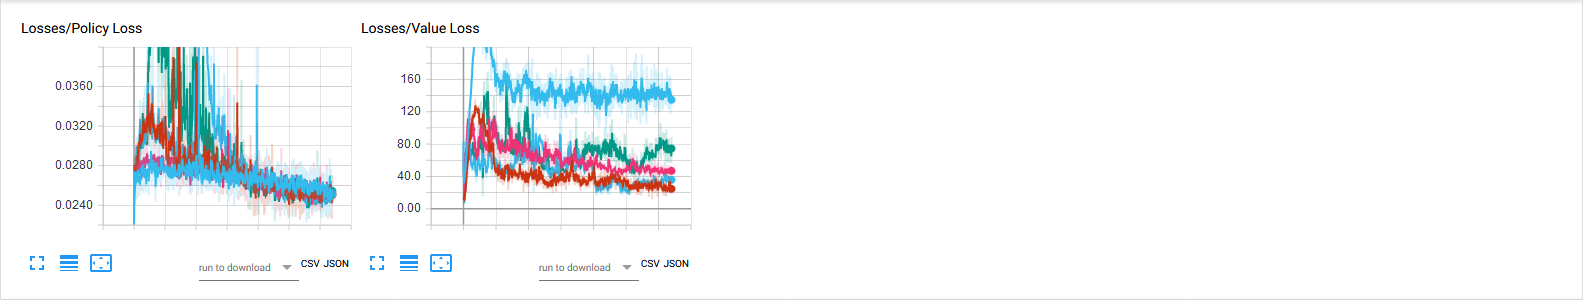 Losses/Policy Loss
0.0360
0.0320
0.0280
0.0240
run to download
CSV JSON
Losses/Value Loss
160
120
80.0
40.0
0.00
run to download
CSV JSON